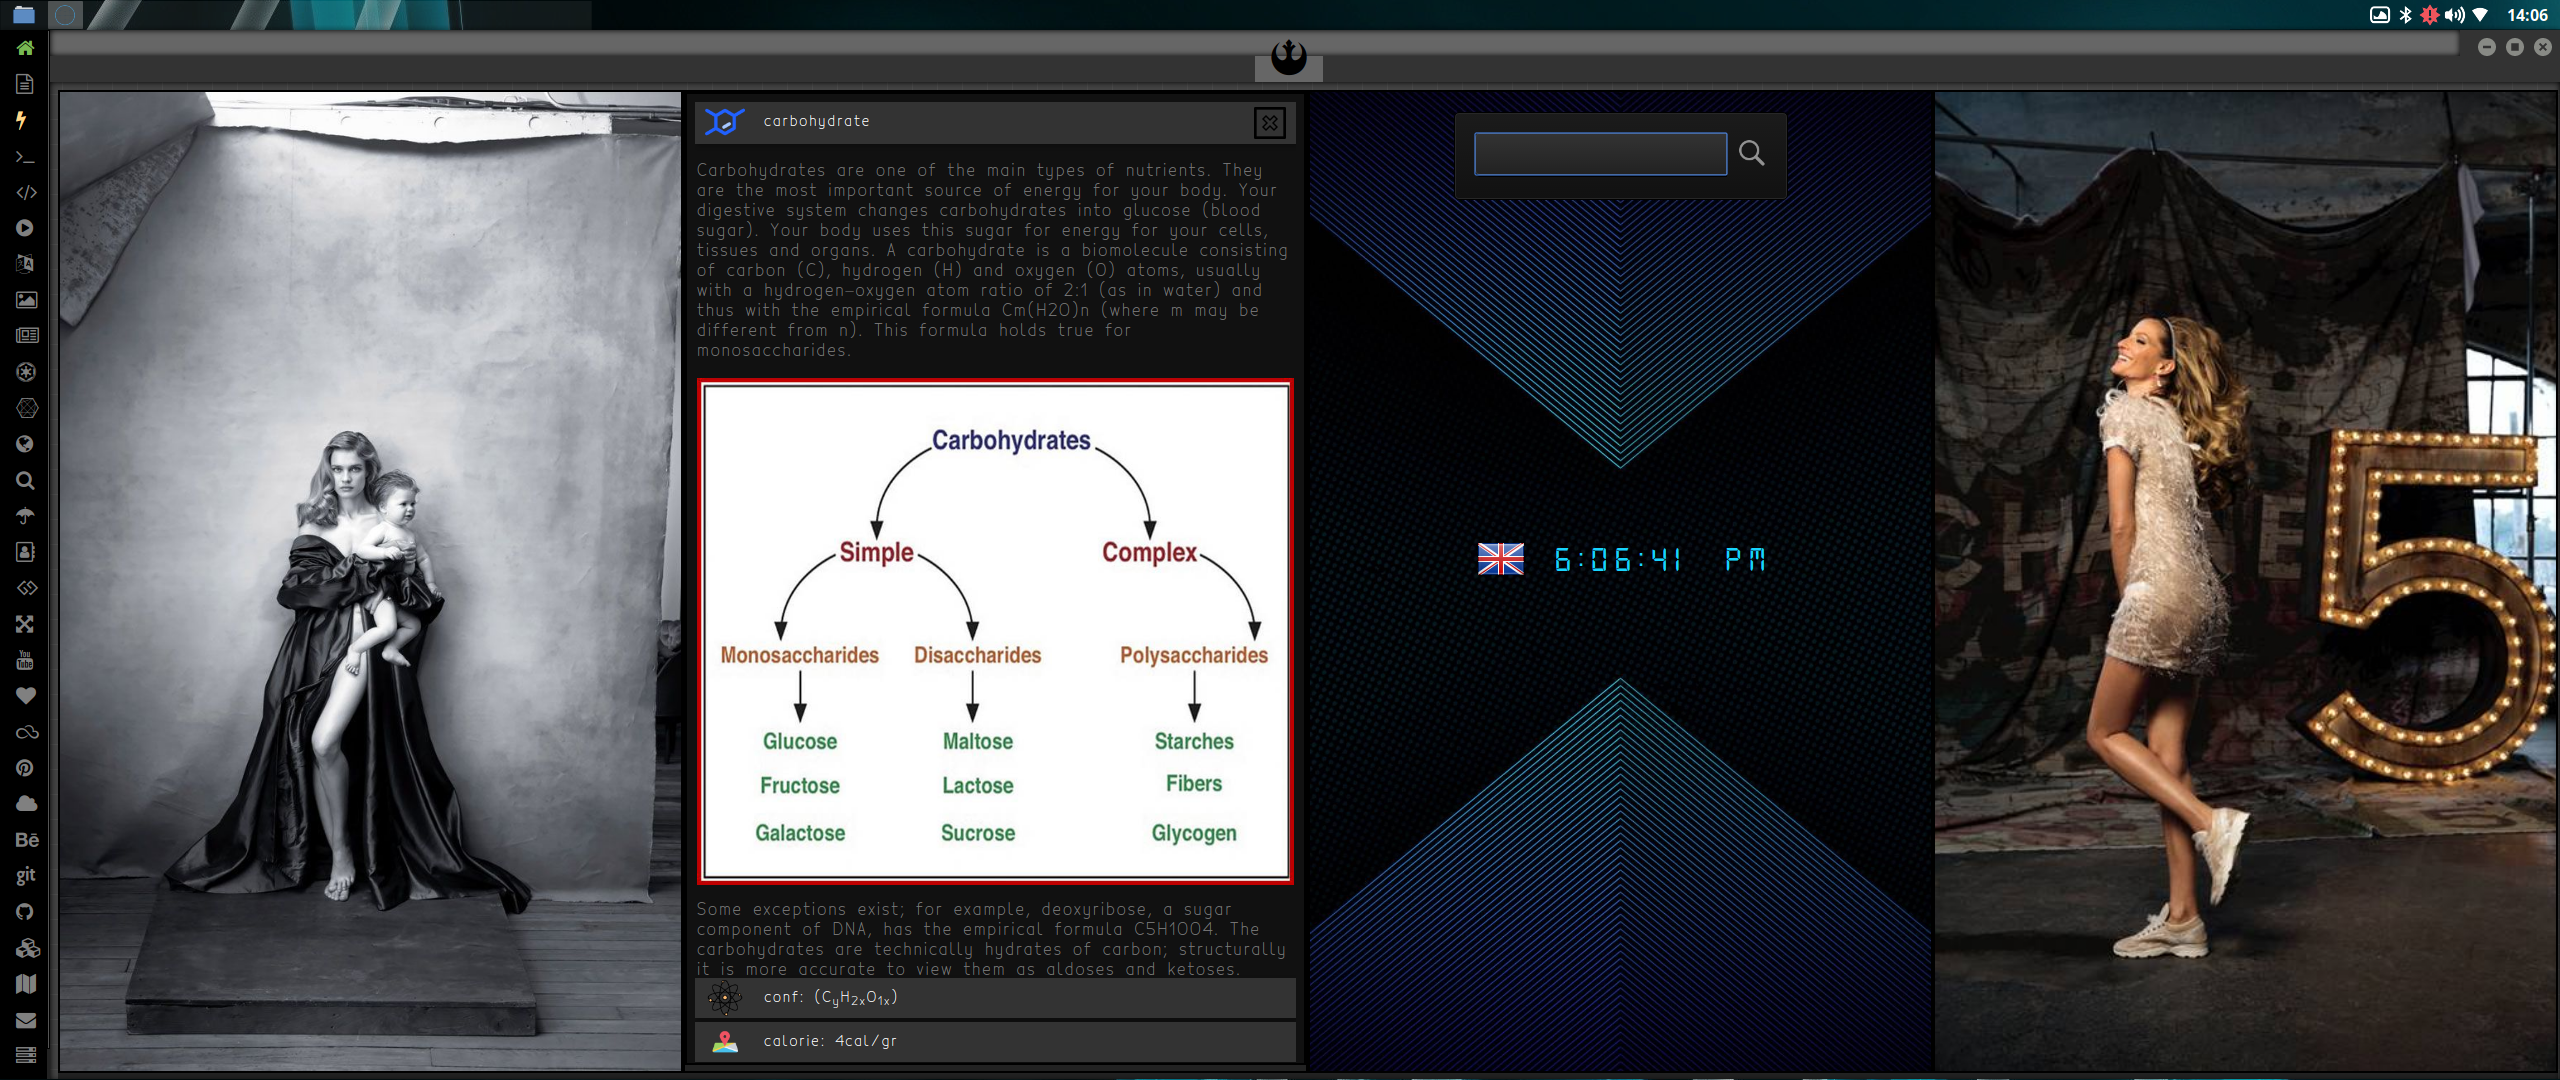 14:06
carbohydrate
Carbohydrates are one of the main types of nutrients. They
are the most important source of energy for your body. Your
digestive system changes carbohydrates into glucose (blood
sugar). Your body uses this sugar for energy for your cells,
tissues and organs. A carbohydrate is a biomolecule consisting
of carbon (C), hydrogen (H) and oxygen (O) atoms, usually
with a hydrogen–oxygen atom ratio of 2:1 (as in water) and
thus with the empirical formula Cm(H2O)n (where m may be
different from n). This formula holds true for
monosaccharides.
Carbohydrates
Simple
Complex
Monosaccharides
Disaccharides
Polysaccharides
Glucose
Maltose
Starches
Fructose
Lactose
Fibers
Galactose
Sucrose
Glycogen
Some exceptions exist; for example, deoxyribose, a sugar
component of DNA, has the empirical formula C5H10O4. The
carbohydrates are technically hydrates of carbon; structurally
it is more accurate to view them as aldoses and ketoses.
conf: (CyH2xO1x)
calorie: 4cal/gr
6:06:41 PM
5
You
Tube
Bē
git